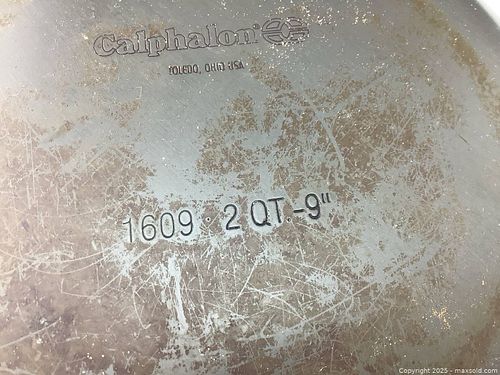 Calphalon
TOLEDO, OHIO USA
1609 · 2 QT.-9"
Copyright 2025 - maxsold.com